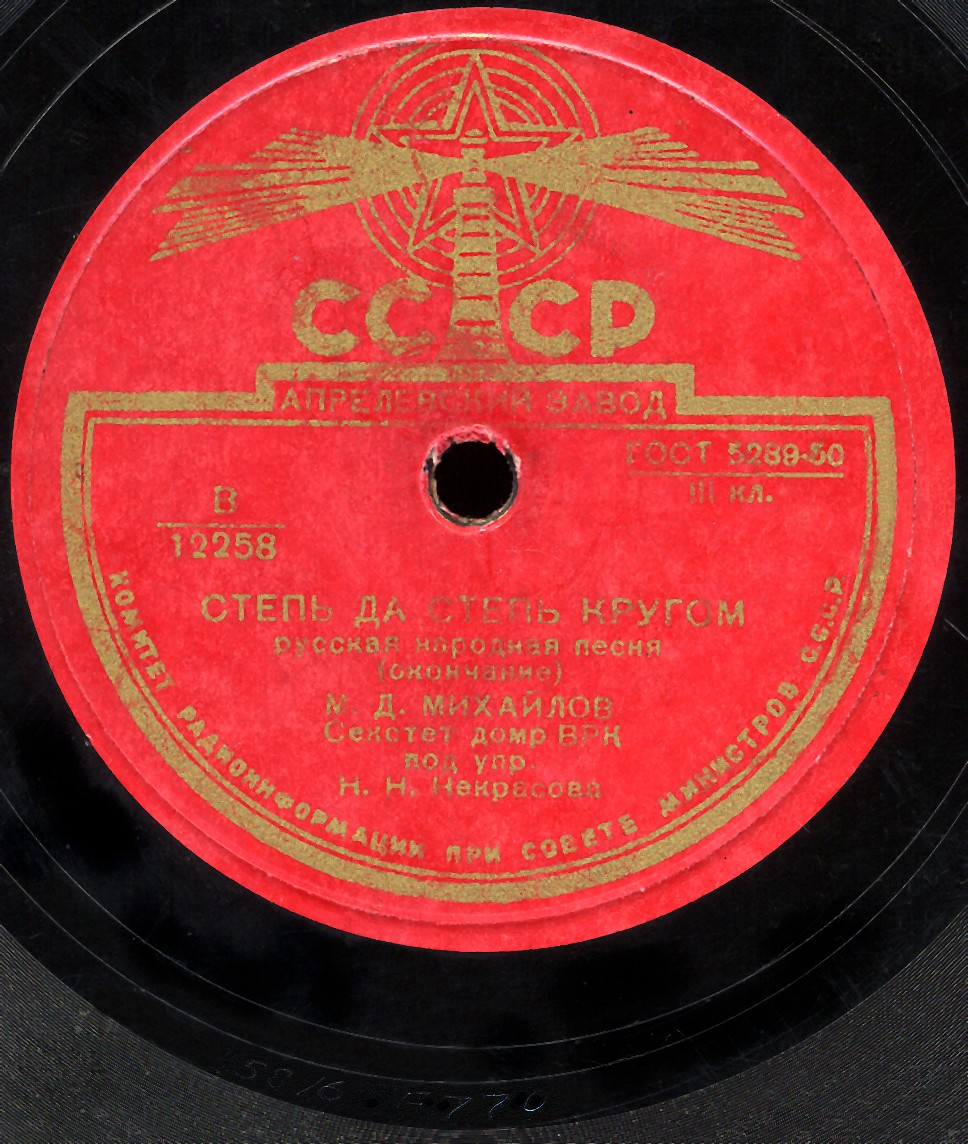 СССР
АПРЕЛЕВСКИЙ ЗАВОД
ГОСТ 5289-50
III кл.
В
12258
СТЕПЬ ДА СТЕПЬ КРУГОМ
русская народная песня
(окончание)
М. Д. МИХАЙЛОВ
Секстет домр ВРК
под упр.
Н. Н. Некрасова
КОМИТЕТ РАДИОИНФОРМАЦИИ ПРИ СОВЕТЕ МИНИСТРОВ С.С.С.Р.